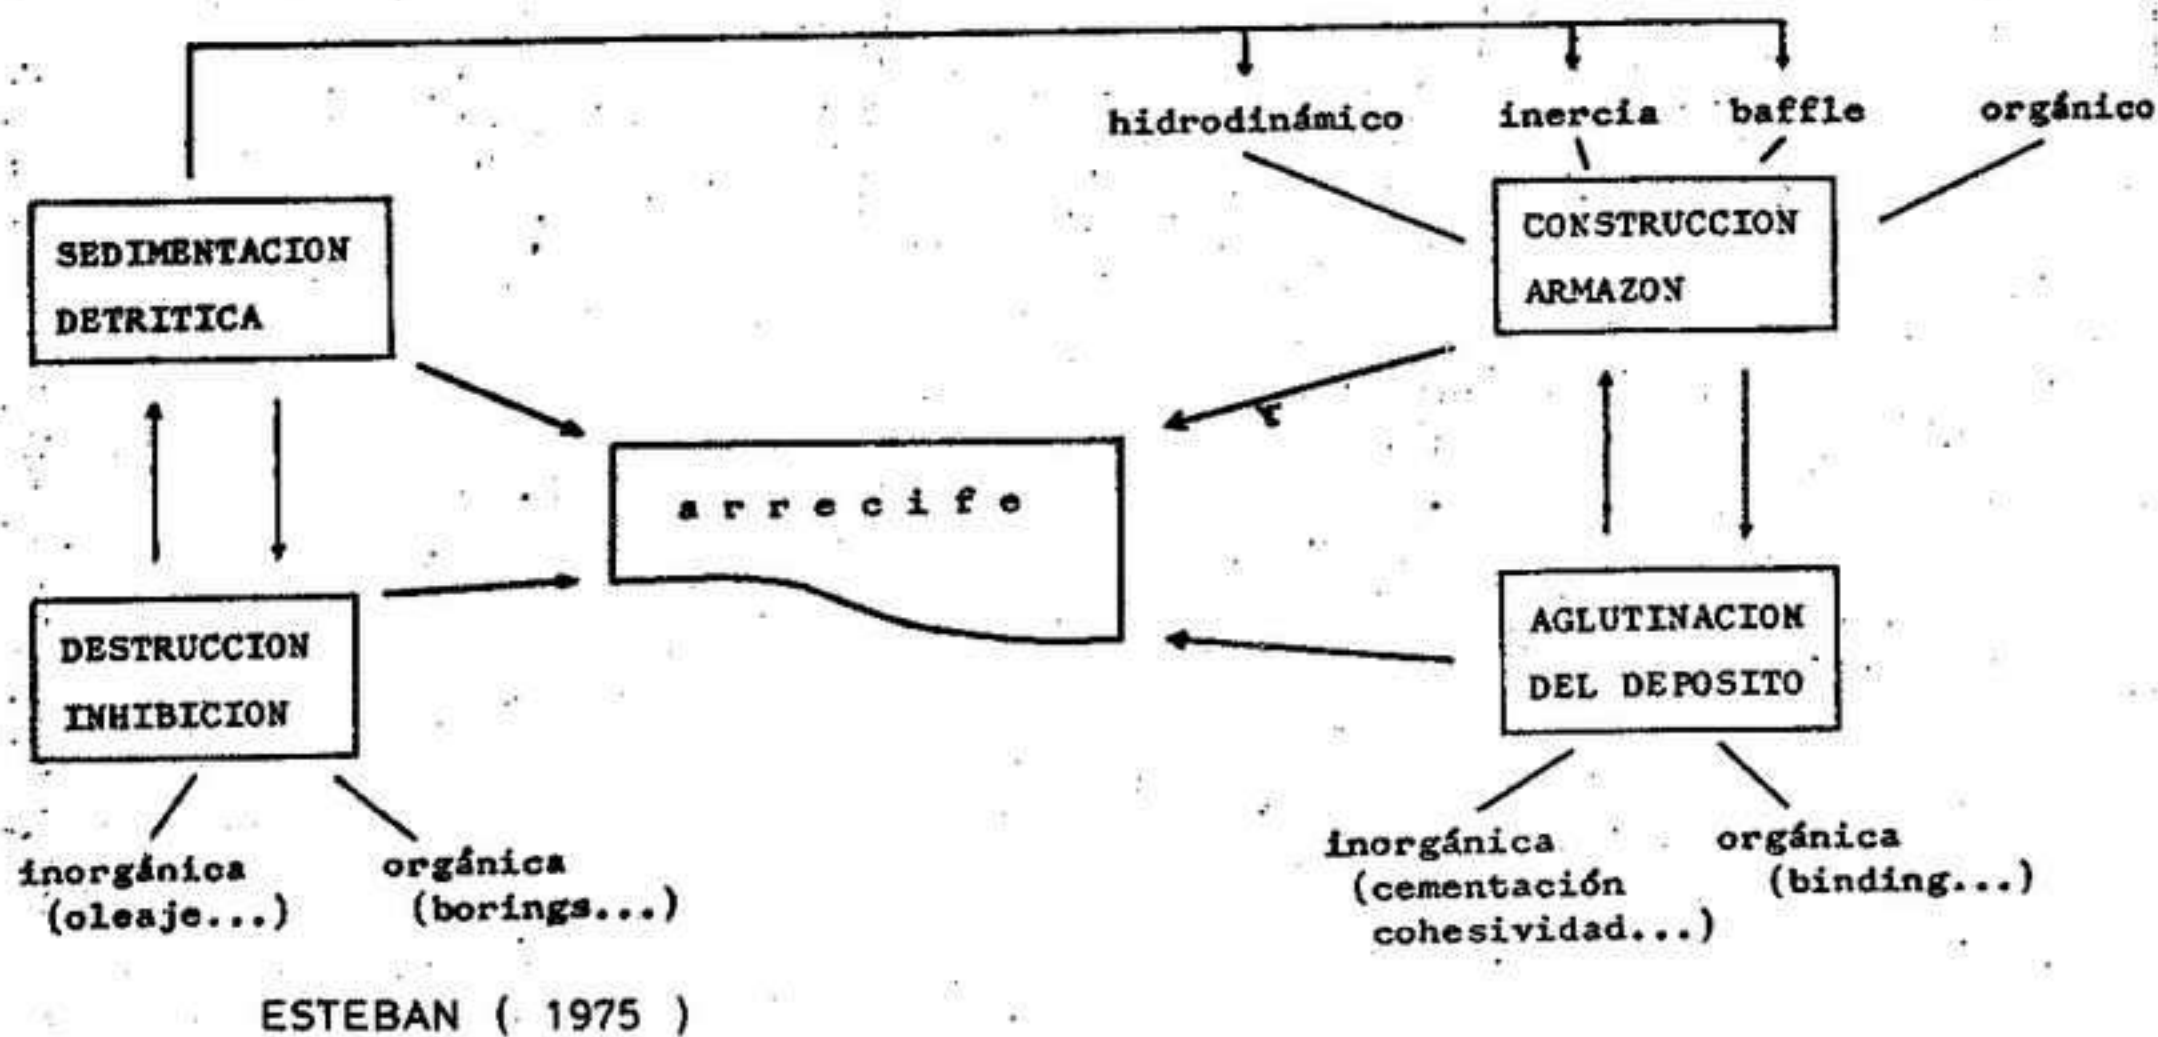 hidrodinámico inercia baffle orgánico
SEDIMENTACION
DETRITICA
CONSTRUCCION
ARMAZON
arrecife
DESTRUCCION
INHIBICION
AGLUTINACION
DEL DEPOSITO
inorgánica
(oleaje...)
orgánica
(borings...)
inorgánica
(cementación
cohesividad...)
orgánica
(binding...)
ESTEBAN ( 1975 )